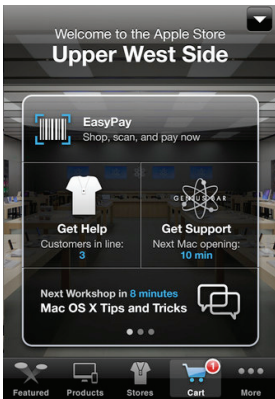 Welcome to the Apple Store
Upper West Side
EasyPay
Shop, scan, and pay now
GENIUS BAR
Get Help
Customers in line:
3
Get Support
Next Mac opening:
10 min
Next Workshop in 8 minutes
Mac OS X Tips and Tricks
1
Featured
Products
Stores
Cart
More